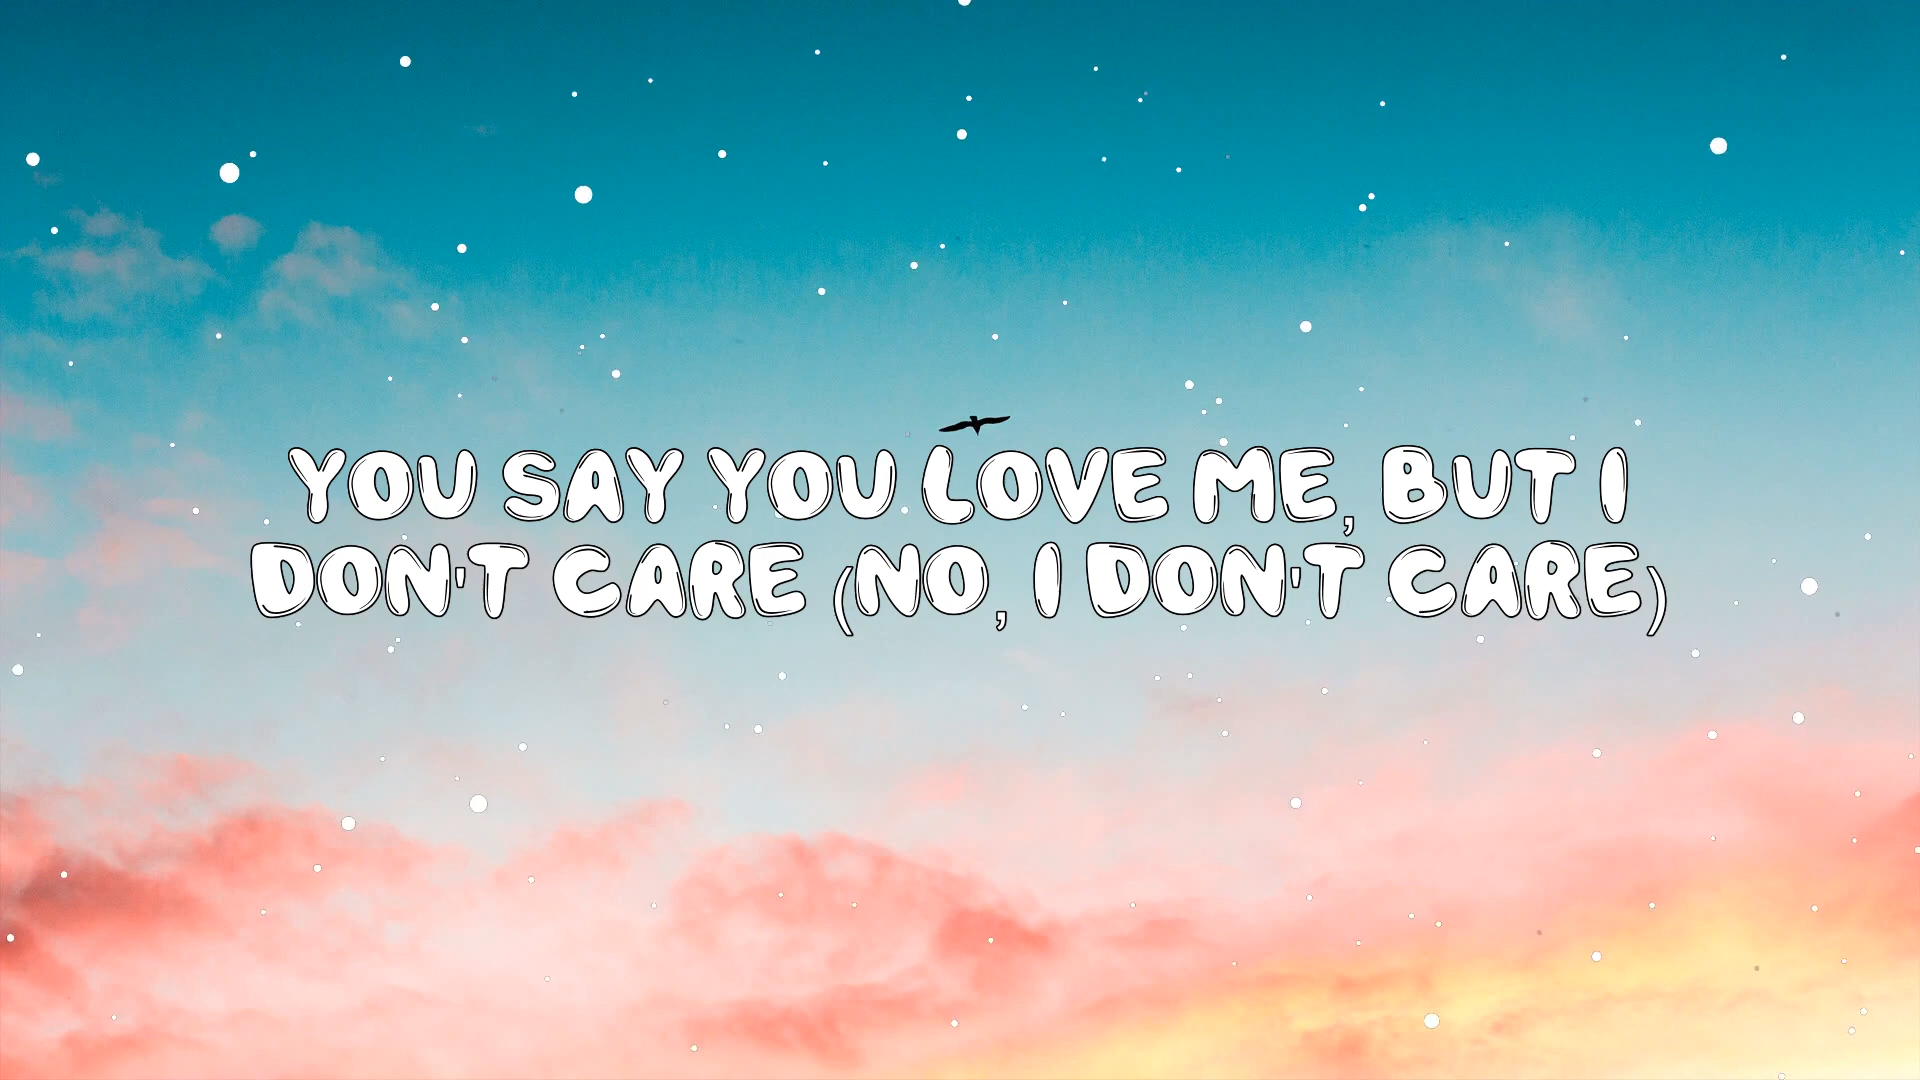 YOU SAY YOU LOVE ME, BUT I
DON'T CARE (NO, I DON'T CARE)